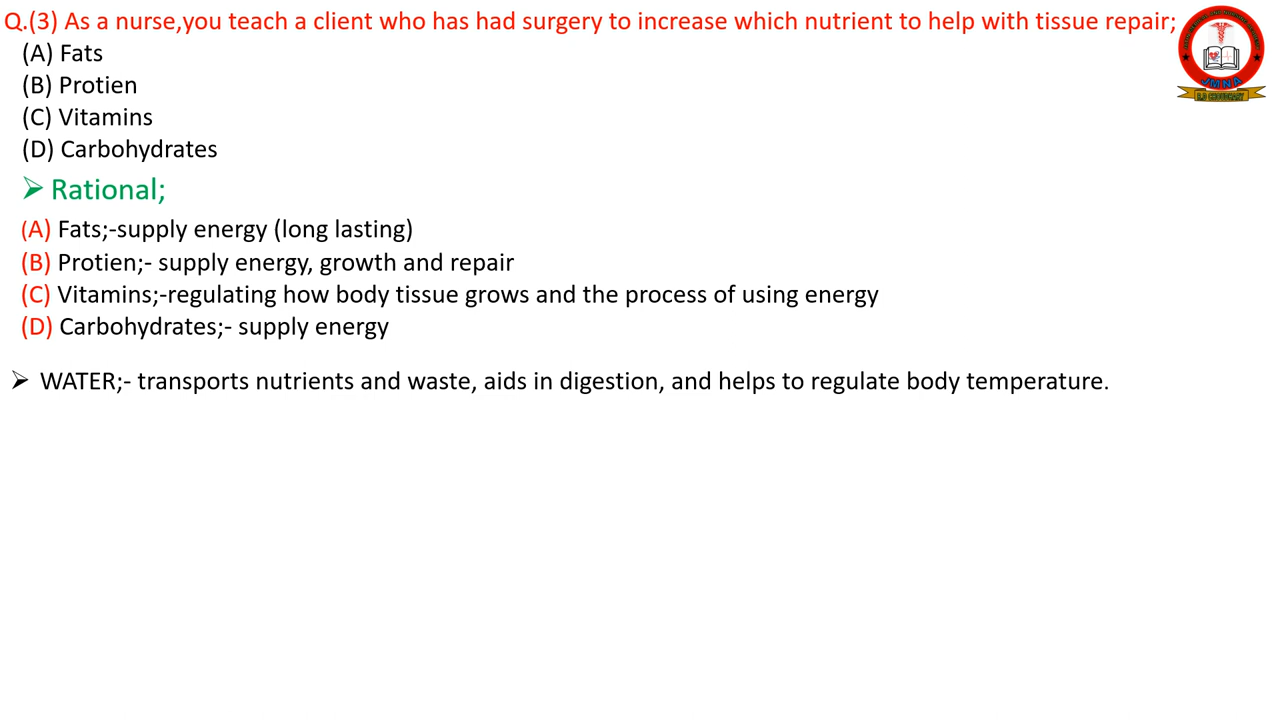 Q.(3) As a nurse,you teach a client who has had surgery to increase which nutrient to help with tissue repair;
(A) Fats
(B) Protien
(C) Vitamins
(D) Carbohydrates
➢ Rational;
(A) Fats;-supply energy (long lasting)
(B) Protien;- supply energy, growth and repair
(C) Vitamins;-regulating how body tissue grows and the process of using energy
(D) Carbohydrates;- supply energy
➢ WATER;- transports nutrients and waste, aids in digestion, and helps to regulate body temperature.
JMNA